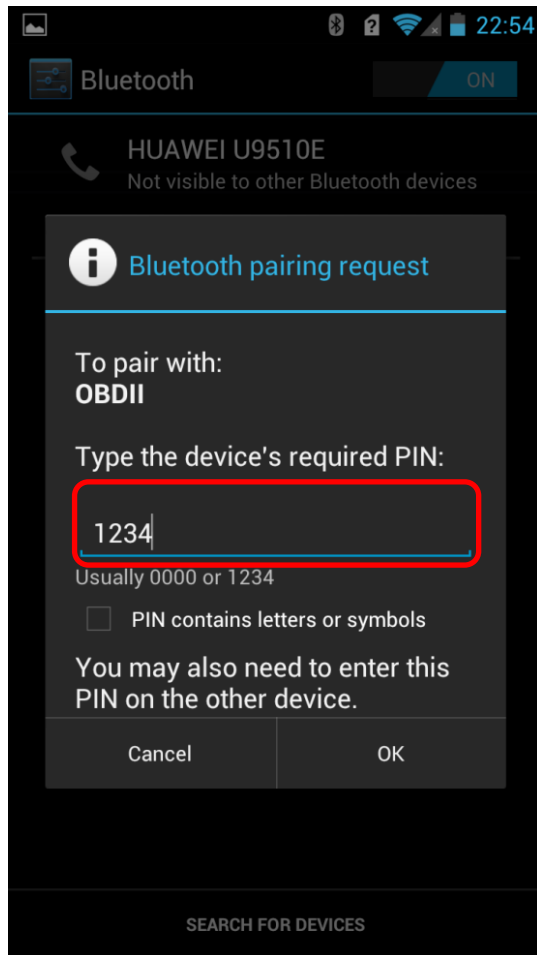 22:54
Bluetooth
ON
HUAWEI U9510E
Not visible to other Bluetooth devices
Bluetooth pairing request
To pair with:
OBDII
Type the device's required PIN:
1234
Usually 0000 or 1234
PIN contains letters or symbols
You may also need to enter this
PIN on the other device.
Cancel
OK
SEARCH FOR DEVICES